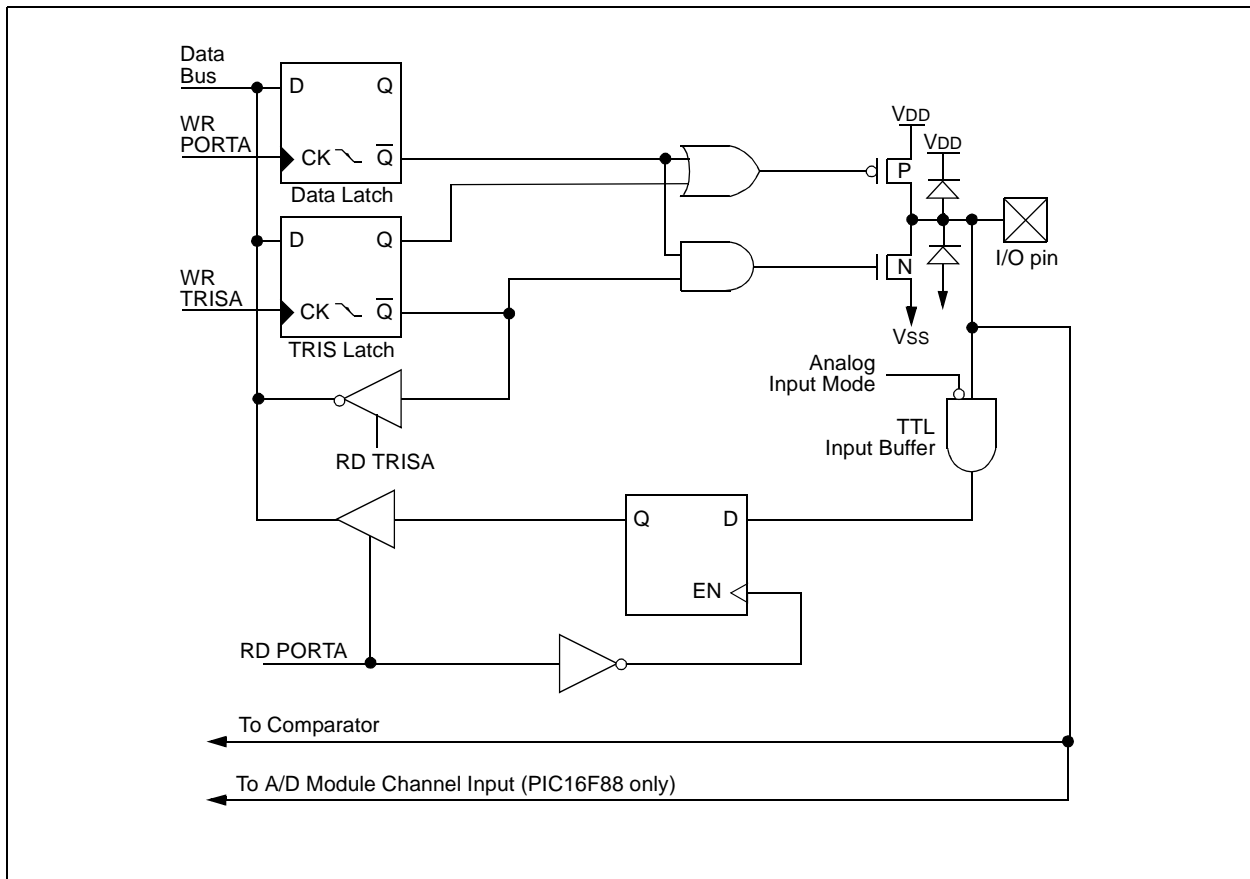 Data
Bus
D
Q
WR
PORTA
CK
Q̅
Data Latch
D
Q
WR
TRISA
CK
Q̅
TRIS Latch
RD TRISA
VDD
VDD
P
N
I/O pin
VSS
Analog
Input Mode
TTL
Input Buffer
Q
D
EN
RD PORTA
To Comparator
To A/D Module Channel Input (PIC16F88 only)